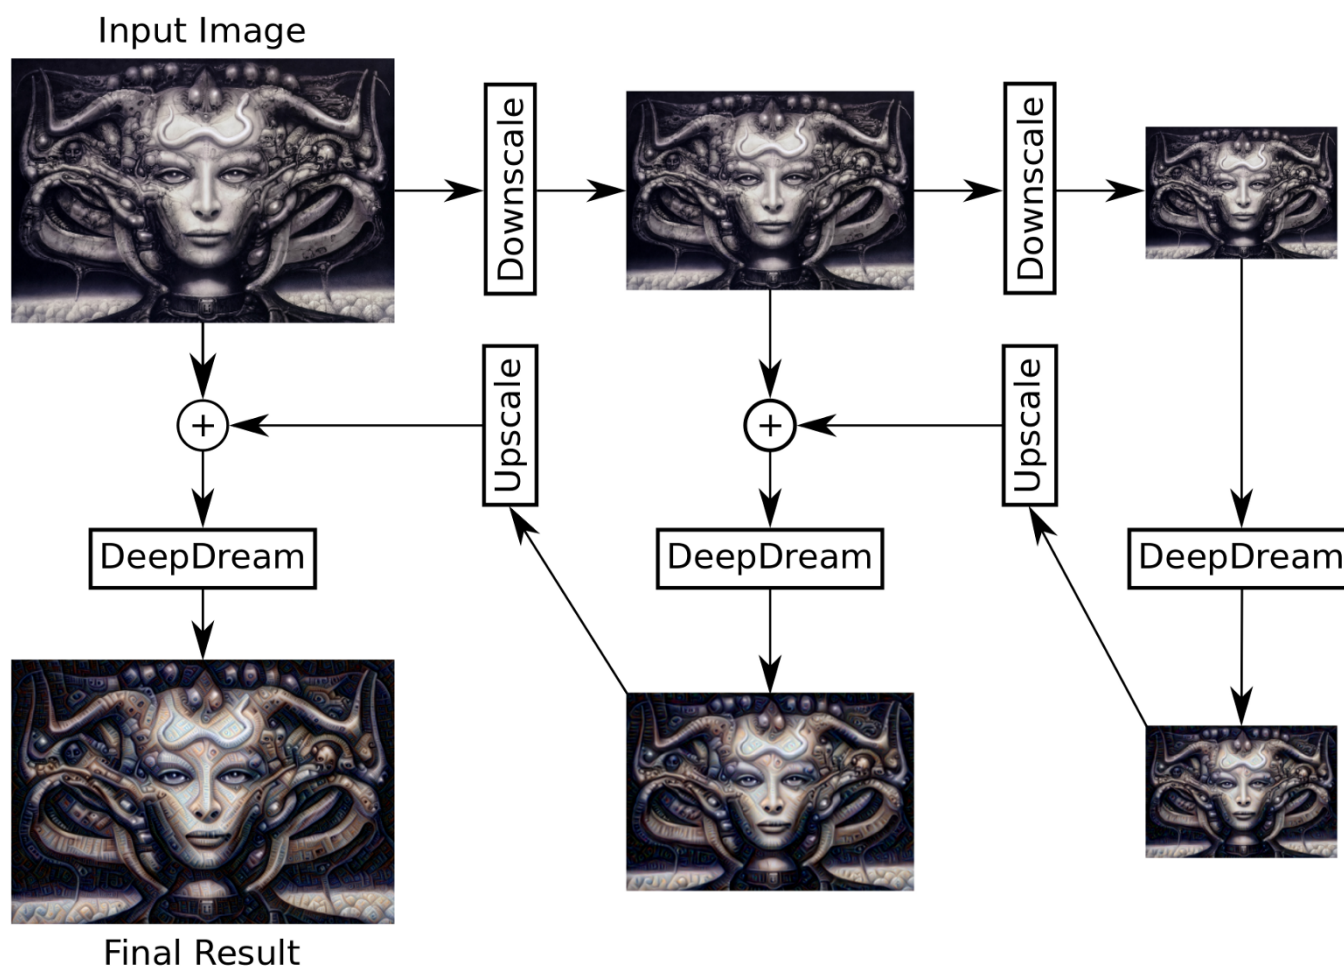 Input Image
Downscale
Downscale
+
Upscale
+
Upscale
DeepDream
DeepDream
DeepDream
Final Result